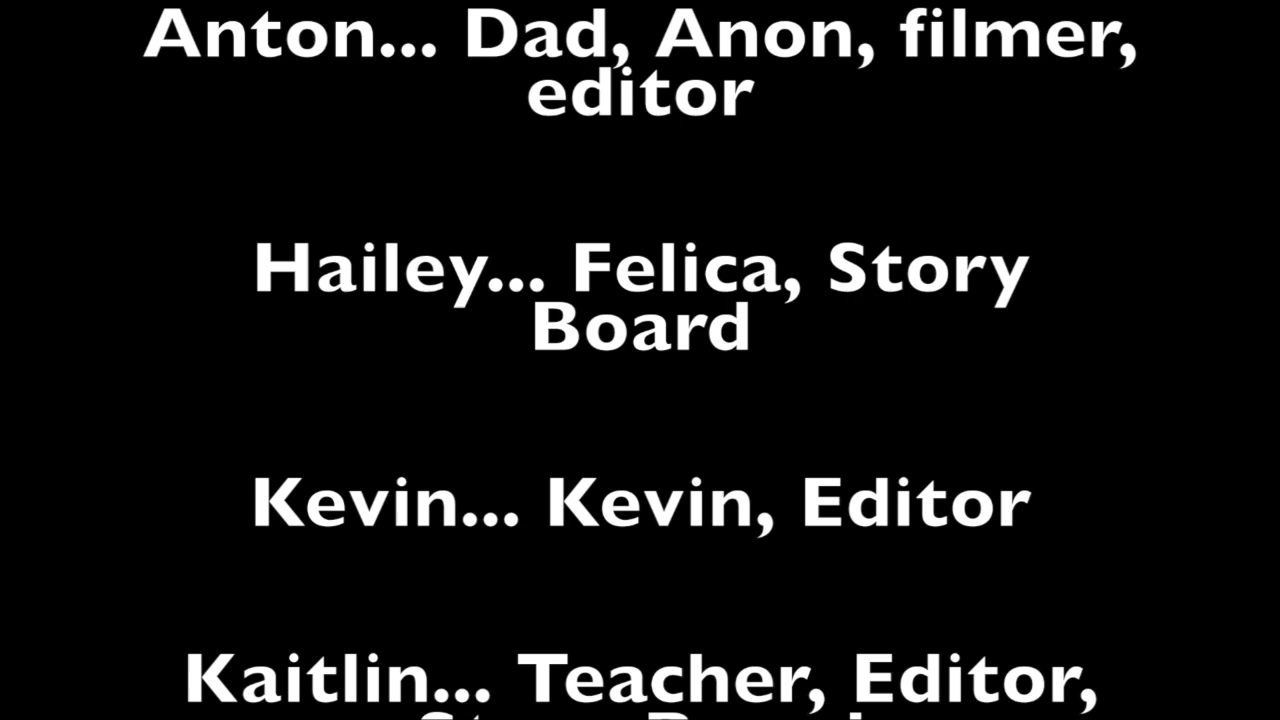 Anton... Dad, Anon, filmer,
editor
Hailey... Felica, Story
Board
Kevin... Kevin, Editor
Kaitlin... Teacher, Editor,